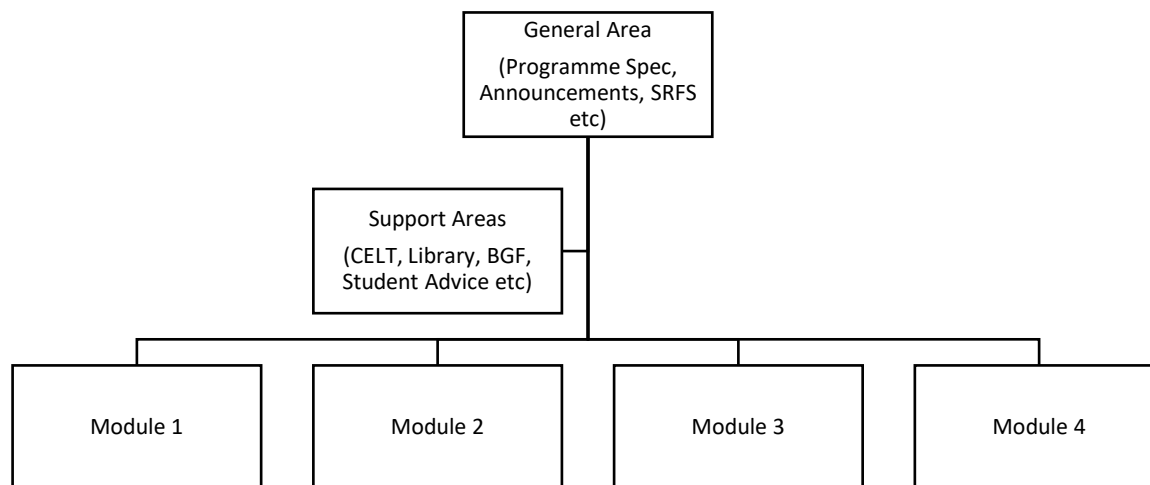 General Area
(Programme Spec,
Announcements, SRFS
etc)
Support Areas
(CELT, Library, BGF,
Student Advice etc)
Module 1
Module 2
Module 3
Module 4